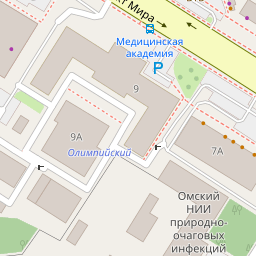 Мира
Медицинская
академия
P
9
9А
7А
Олимпийский
Омский
НИИ
природно-
очаговых
инфекций